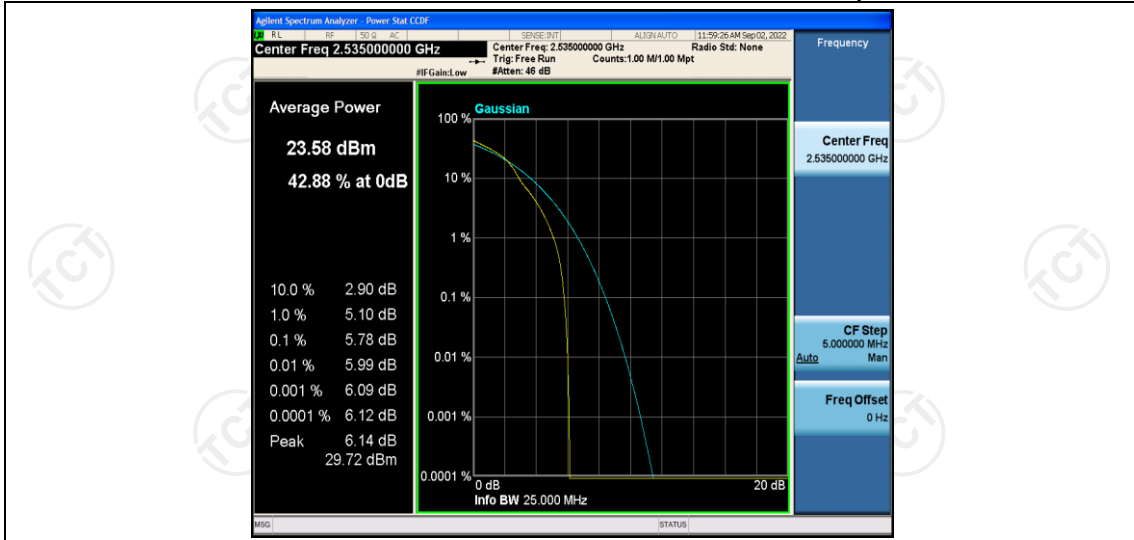 Agilent Spectrum Analyzer - Power Stat CCDF
LXI RL RF 50 Ω AC SENSE:INT ALIGN AUTO 11:59:26 AM Sep 02, 2022
Center Freq 2.535000000 GHz
Center Freq: 2.535000000 GHz Radio Std: None
Trig: Free Run Counts:1.00 M/1.00 Mpt
#IFGain:Low #Atten: 46 dB
Frequency
Average Power
23.58 dBm
42.88 % at 0dB
10.0 % 2.90 dB
1.0 % 5.10 dB
0.1 % 5.78 dB
0.01 % 5.99 dB
0.001 % 6.09 dB
0.0001 % 6.12 dB
Peak 6.14 dB
29.72 dBm
Gaussian
100 %
10 %
1 %
0.1 %
0.01 %
0.001 %
0.0001 %
0 dB 20 dB
Info BW 25.000 MHz
Center Freq
2.535000000 GHz
CF Step
5.000000 MHz
Auto Man
Freq Offset
0 Hz
MSG STATUS
TCT
TCT
TCT
TCT
TCT
TCT